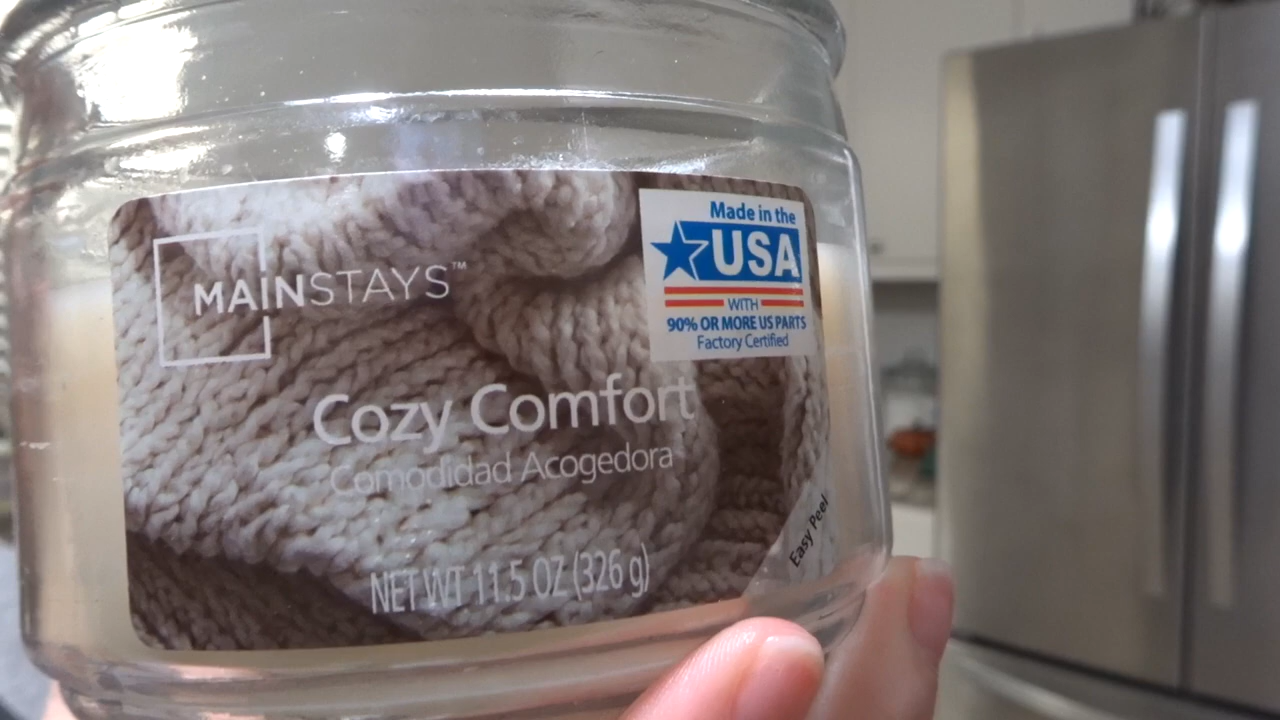 MAINSTAYS™
Made in the
USA
WITH
90% OR MORE US PARTS
Factory Certified
Cozy Comfort
Comodidad Acogedora
Easy Peel
NET WT 11.5 OZ (326 g)